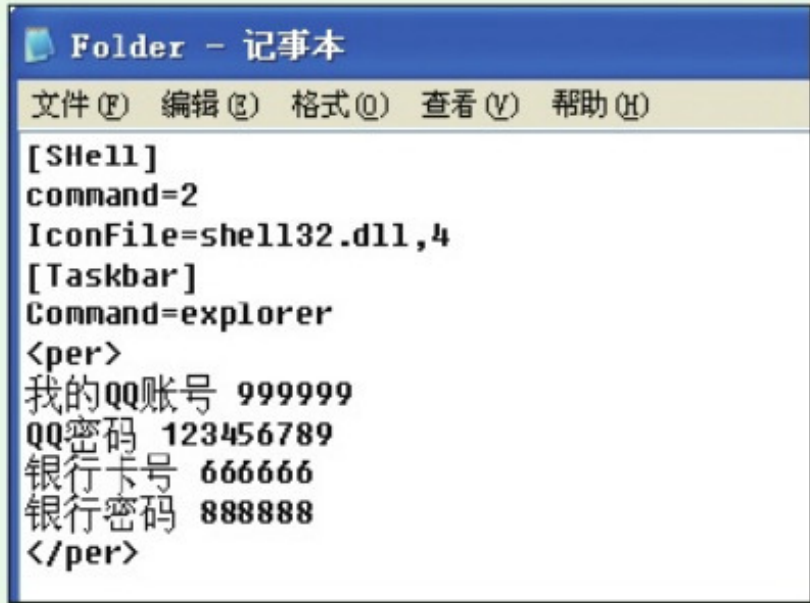 Folder - 记事本
文件(F) 编辑(E) 格式(O) 查看(V) 帮助(H)
[SHell]
command=2
IconFile=shell32.dll,4
[Taskbar]
Command=explorer
<per>
我的QQ账号 999999
QQ密码 123456789
银行卡号 666666
银行密码 888888
</per>